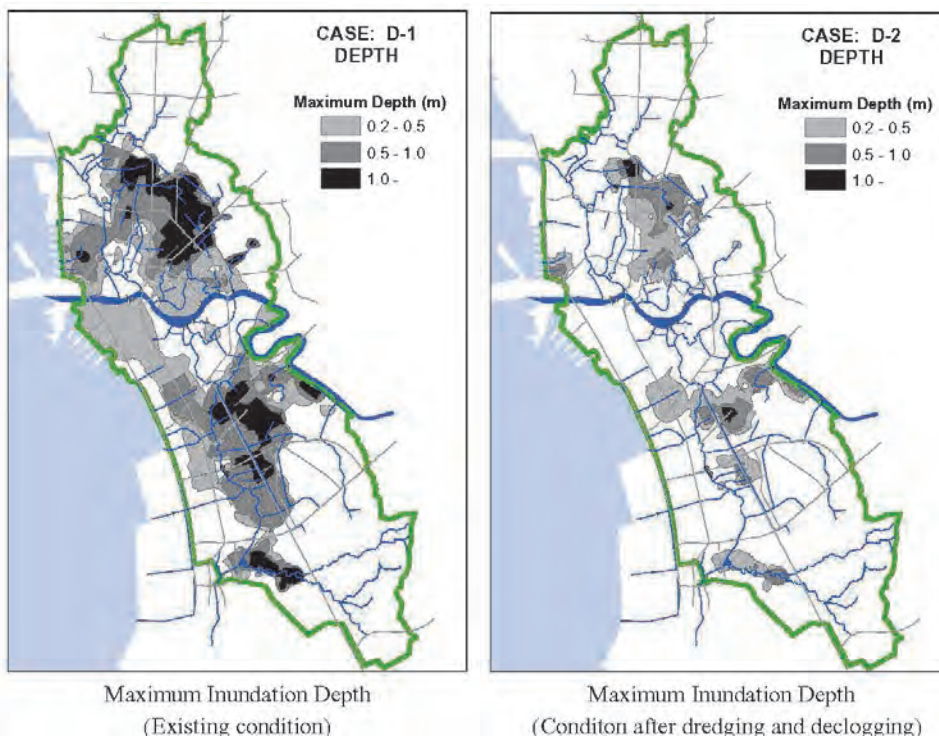 CASE: D-1
DEPTH
Maximum Depth (m)
0.2 - 0.5
0.5 - 1.0
1.0 -
Maximum Inundation Depth
(Existing condition)
CASE: D-2
DEPTH
Maximum Depth (m)
0.2 - 0.5
0.5 - 1.0
1.0 -
Maximum Inundation Depth
(Conditon after dredging and declogging)